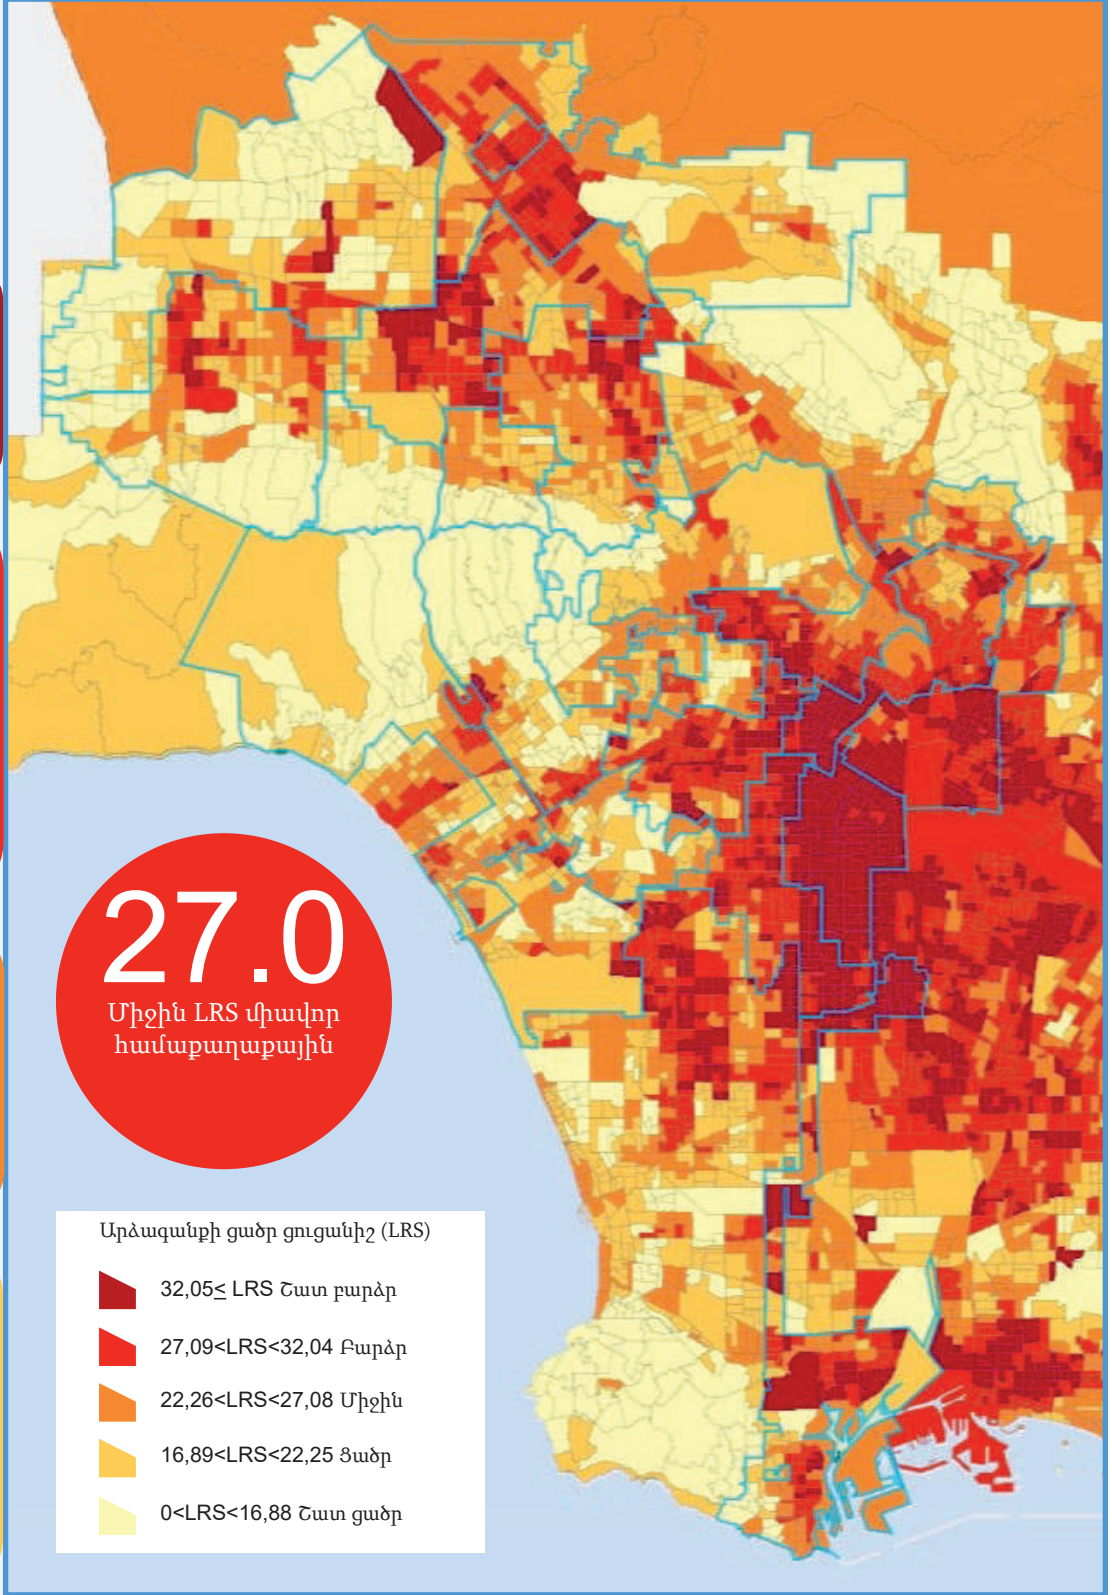 27.0
Միջին LRS միավոր
համաքաղաքային
Արձագանքի ցածր ցուցանիշ (LRS)
32,05≤ LRS Շատ բարձր
27,09<LRS<32,04 Բարձր
22,26<LRS<27,08 Միջին
16,89<LRS<22,25 Ցածր
0<LRS<16,88 Շատ ցածր